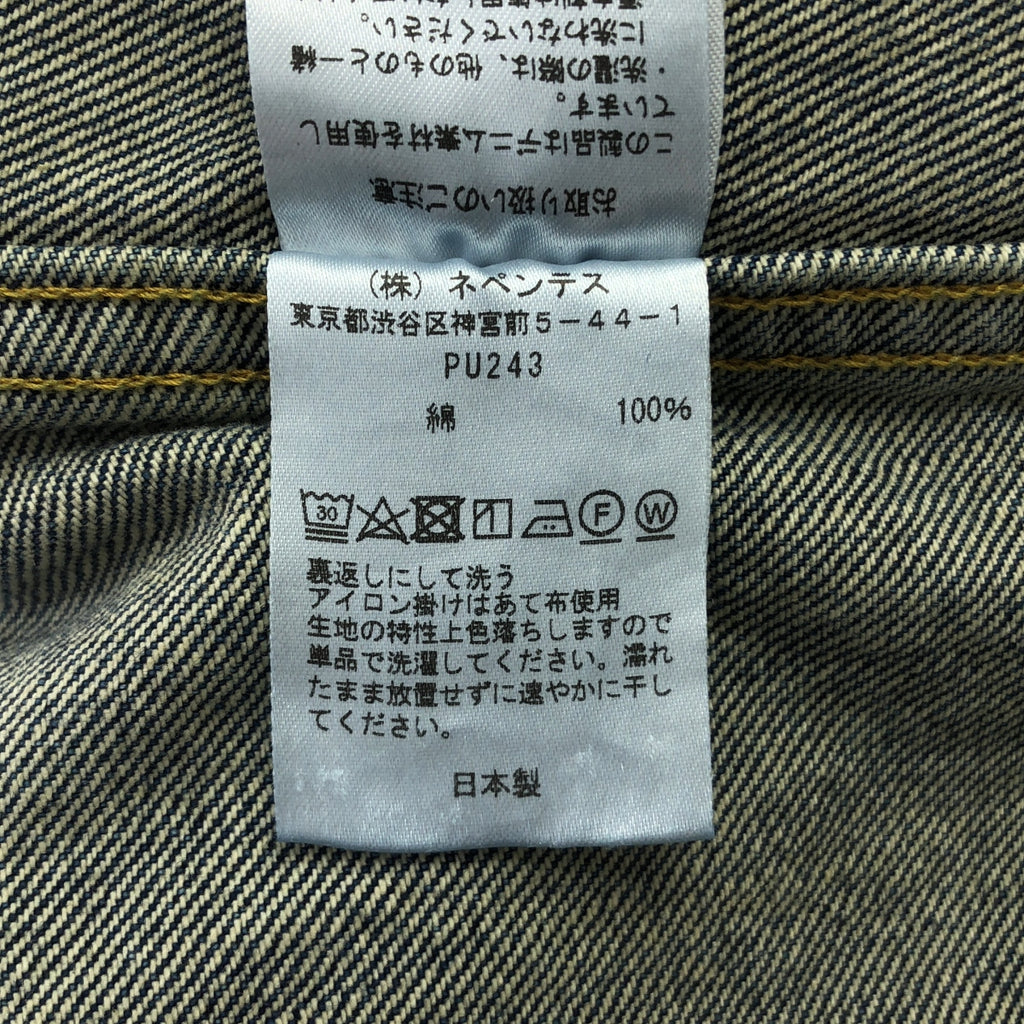 (株) ネペンテス
東京都渋谷区神宮前5-44-1
PU243
綿 100%
30
F
W
裏返しにして洗う
アイロン掛けはあて布使用
生地の特性上色落ちしますので
単品で洗濯してください。濡れ
たまま放置せずに速やかに干し
てください。
日本製
お取り扱いのご注意
この製品はデニム素材を使用し
ています。
・洗濯の際は、他のものと一緒
に洗わないでください。